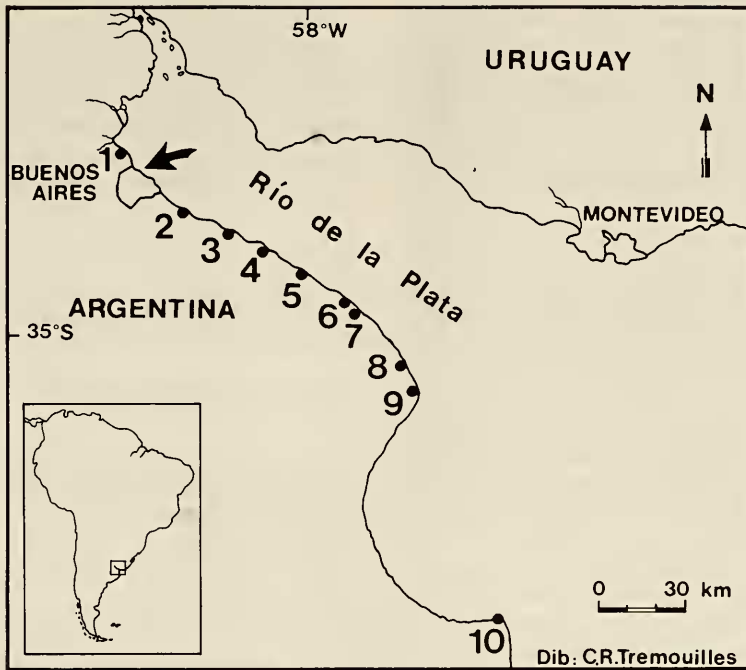 58°W
URUGUAY
N
1
BUENOS
AIRES
Río de la Plata
MONTEVIDEO
2
3
4
5
ARGENTINA
6
7
35°S
8
9
0 30 km
10
Dib: C.R.Tremouilles